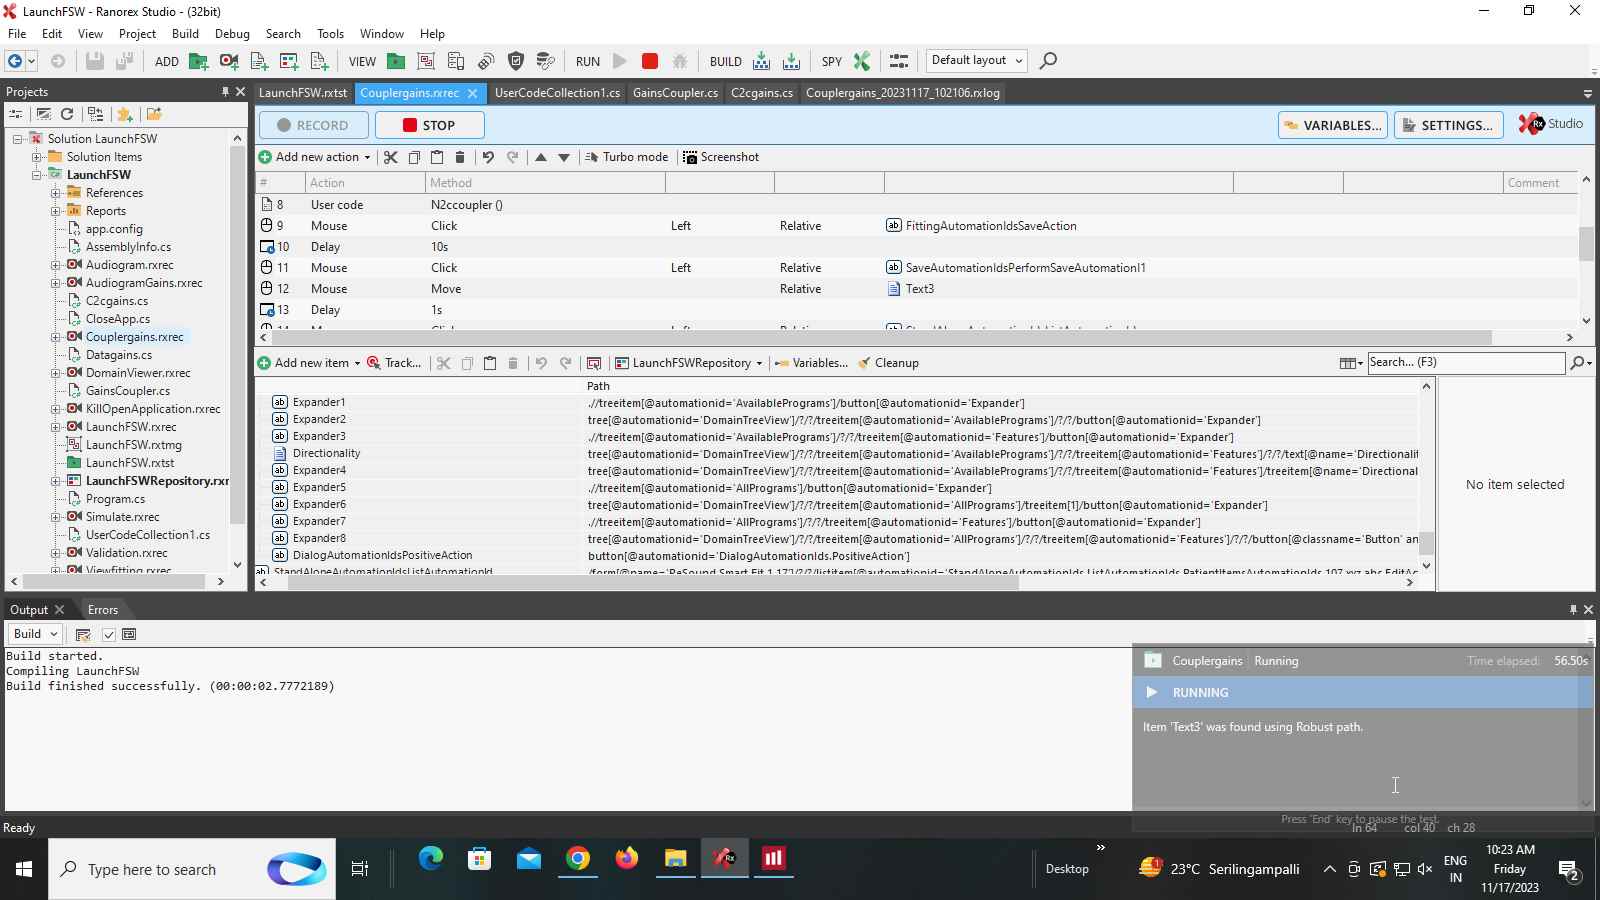 LaunchFSW - Ranorex Studio - (32bit)
File Edit View Project Build Debug Search Tools Window Help
ADD VIEW RUN BUILD SPY Default layout
Projects
LaunchFSW.rxtst Couplergains.rxrec UserCodeCollection1.cs GainsCoupler.cs C2cgains.cs Couplergains_20231117_102106.rxlog
RECORD STOP VARIABLES... SETTINGS... Rx Studio
Add new action Turbo mode Screenshot
# Action Method Comment
8 User code N2ccoupler ()
9 Mouse Click Left Relative FittingAutomationIdsSaveAction
10 Delay 10s
11 Mouse Click Left Relative SaveAutomationIdsPerformSaveAutomationI1
12 Mouse Move Relative Text3
13 Delay 1s
Solution LaunchFSW
Solution Items
LaunchFSW
References
Reports
app.config
AssemblyInfo.cs
Audiogram.rxrec
AudiogramGains.rxrec
C2cgains.cs
CloseApp.cs
Couplergains.rxrec
Datagains.cs
DomainViewer.rxrec
GainsCoupler.cs
KillOpenApplication.rxrec
LaunchFSW.rxrec
LaunchFSW.rxtmg
LaunchFSW.rxtst
LaunchFSWRepository.rxr
Program.cs
Simulate.rxrec
UserCodeCollection1.cs
Validation.rxrec
Viewfitting.rxrec
Add new item Track... LaunchFSWRepository Variables... Cleanup Search... (F3)
Path
Expander1 .//treeitem[@automationid='AvailablePrograms']/button[@automationid='Expander']
Expander2 tree[@automationid='DomainTreeView']/?/?/treeitem[@automationid='AvailablePrograms']/?/?/button[@automationid='Expander']
Expander3 .//treeitem[@automationid='AvailablePrograms']/?/?/treeitem[@automationid='Features']/button[@automationid='Expander']
Directionality tree[@automationid='DomainTreeView']/?/?/treeitem[@automationid='AvailablePrograms']/?/?/treeitem[@automationid='Features']/?/?/text[@name='Directionalit
Expander4 tree[@automationid='DomainTreeView']/?/?/treeitem[@automationid='AvailablePrograms']/?/?/treeitem[@automationid='Features']/treeitem[@name='Directional
Expander5 .//treeitem[@automationid='AllPrograms']/button[@automationid='Expander']
Expander6 tree[@automationid='DomainTreeView']/?/?/treeitem[@automationid='AllPrograms']/treeitem[1]/button[@automationid='Expander']
Expander7 .//treeitem[@automationid='AllPrograms']/?/?/treeitem[@automationid='Features']/button[@automationid='Expander']
Expander8 tree[@automationid='DomainTreeView']/?/?/treeitem[@automationid='AllPrograms']/?/?/treeitem[@automationid='Features']/?/?/button[@classname='Button' an
DialogAutomationIdsPositiveAction button[@automationid='DialogAutomationIds.PositiveAction']
StandAloneAutomationIdsListAutomationId
No item selected
Output Errors
Build
Build started.
Compiling LaunchFSW
Build finished successfully. (00:00:02.7772189)
Couplergains Running Time elapsed: 56.50s
RUNNING
Item 'Text3' was found using Robust path.
Press 'End' key to pause the test.
Ready ln 64 col 40 ch 28
Type here to search
Desktop
1
23°C Serilingampalli
ENG
IN
10:23 AM
Friday
11/17/2023
2